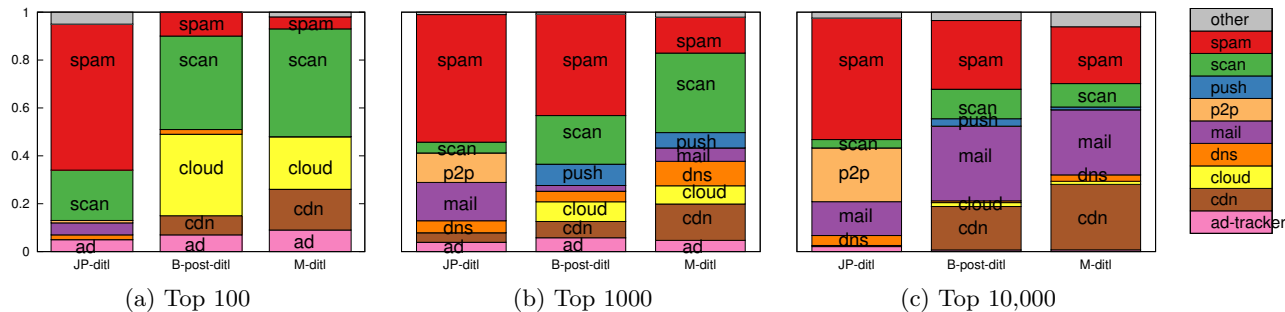 1
0.8
0.6
0.4
0.2
0
spam
scan
ad
spam
scan
cloud
cdn
ad
spam
scan
cloud
cdn
ad
JP-ditl B-post-ditl M-ditl
(a) Top 100
spam
scan
p2p
mail
dns
ad
spam
scan
push
cloud
cdn
ad
spam
scan
push
mail
dns
cloud
cdn
ad
JP-ditl B-post-ditl M-ditl
(b) Top 1000
spam
scan
p2p
mail
dns
spam
scan
push
mail
cloud
cdn
spam
scan
push
mail
dns
cdn
JP-ditl B-post-ditl M-ditl
(c) Top 10,000
other
spam
scan
push
p2p
mail
dns
cloud
cdn
ad-tracker